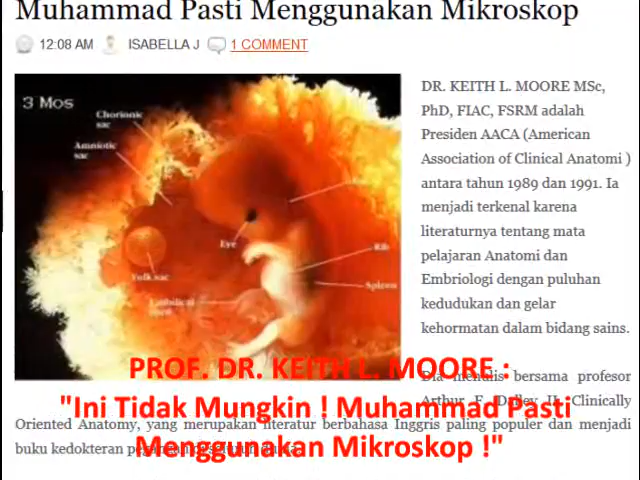 Muhammad Pasti Menggunakan Mikroskop
12:08 AM ISABELLA J 1 COMMENT
3 Mos
Chorionic
sac
Amniotic
sac
Eye
Yolk sac
Umbilical
Rib
Spleen
DR. KEITH L. MOORE MSc,
PhD, FIAC, FSRM adalah
Presiden AACA (American
Association of Clinical Anatomi )
antara tahun 1989 dan 1991. Ia
menjadi terkenal karena
literaturnya tentang mata
pelajaran Anatomi dan
Embriologi dengan puluhan
kedudukan dan gelar
kehormatan dalam bidang sains.
Dia menulis bersama profesor
Arthur F. Dalley II, Clinically
Oriented Anatomy, yang merupakan literatur berbahasa Inggris paling populer dan menjadi
buku kedokteran
PROF. DR. KEITH L. MOORE :
"Ini Tidak Mungkin ! Muhammad Pasti
Menggunakan Mikroskop !"